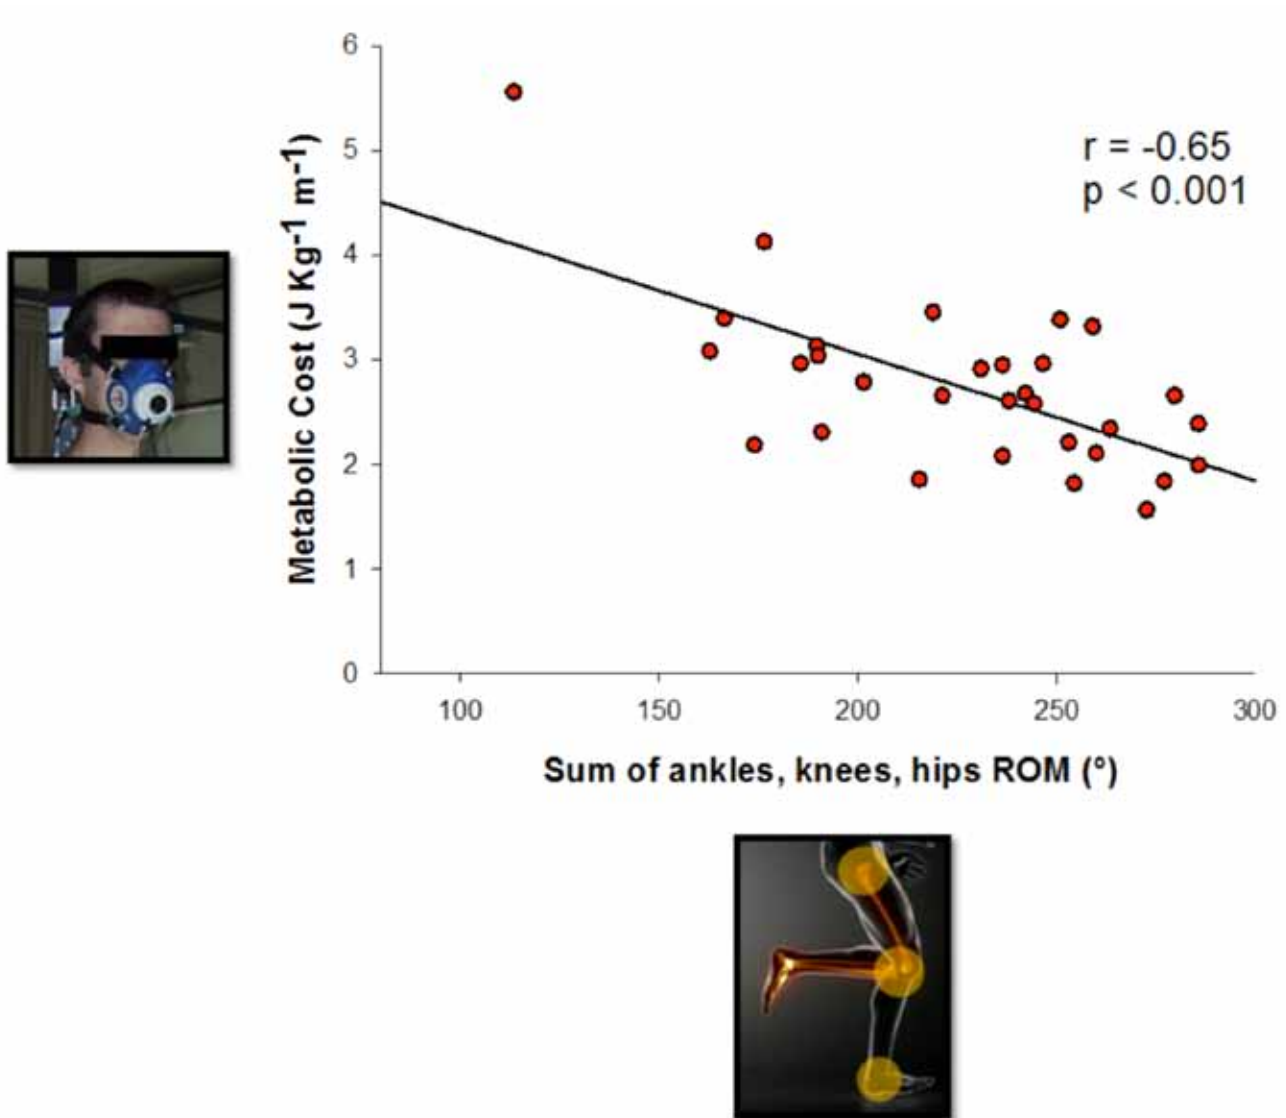 6
5
4
3
2
1
0
Metabolic Cost (J Kg⁻¹ m⁻¹)
r = -0.65
p < 0.001
100 150 200 250 300
Sum of ankles, knees, hips ROM (°)